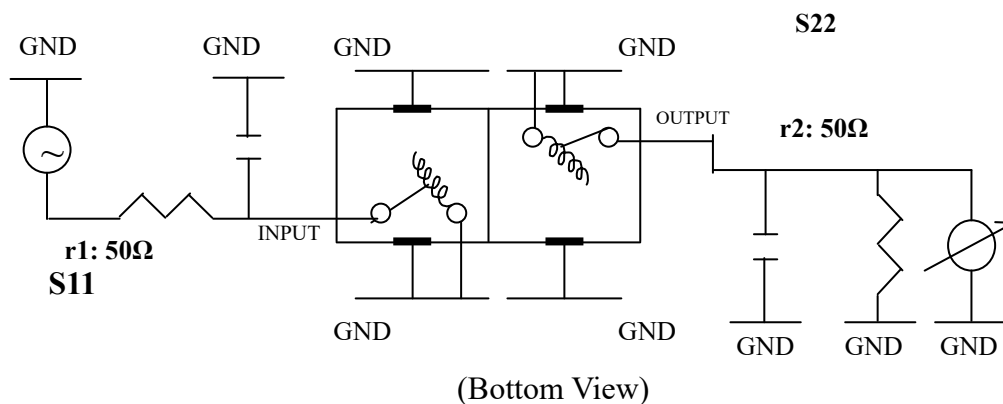 S22
GND
GND
GND
GND
OUTPUT
r2: 50Ω
~
INPUT
r1: 50Ω
S11
GND
GND
GND
GND
GND
(Bottom View)